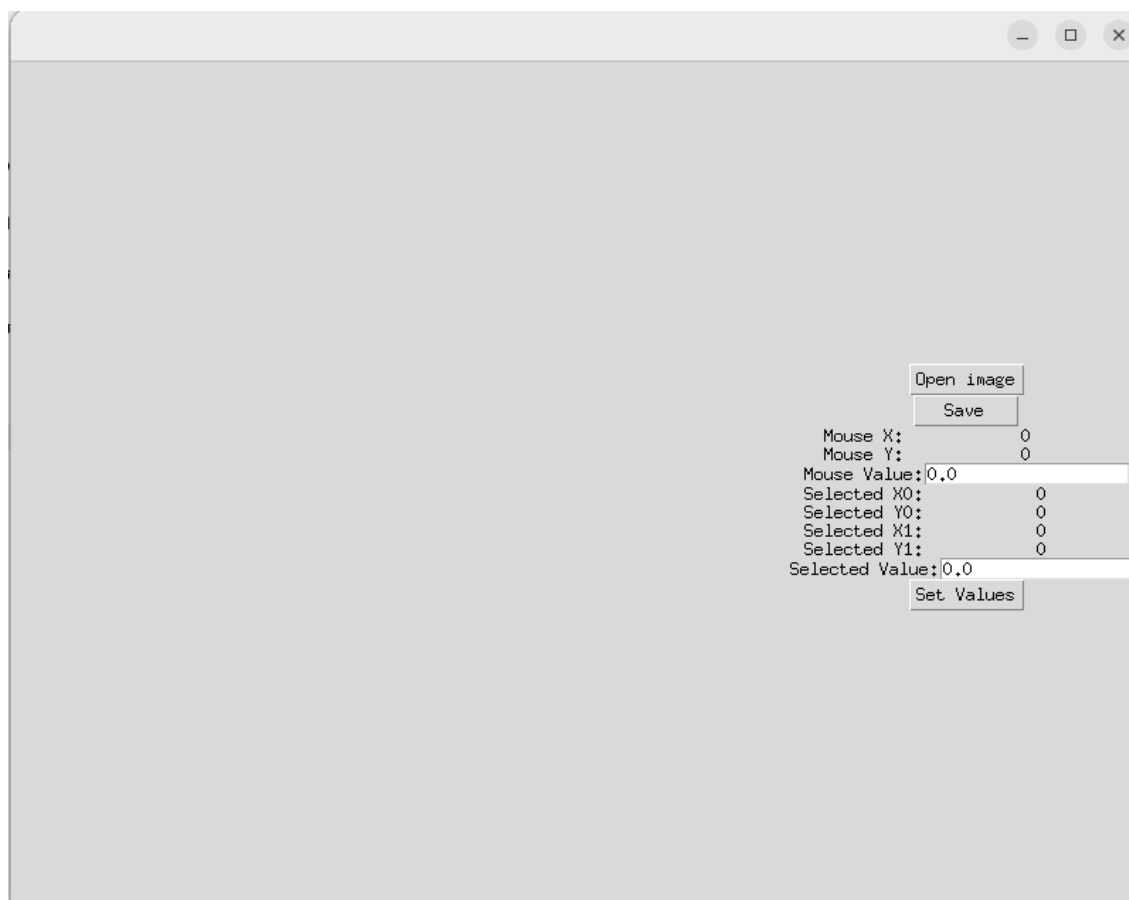 Open image
Save
Mouse X: 0
Mouse Y: 0
Mouse Value: 0.0
Selected X0: 0
Selected Y0: 0
Selected X1: 0
Selected Y1: 0
Selected Value: 0.0
Set Values